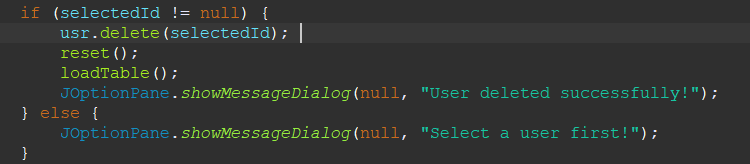 if (selectedId != null) {
    usr.delete(selectedId);
    reset();
    loadTable();
    JOptionPane.showMessageDialog(null, "User deleted successfully!");
} else {
    JOptionPane.showMessageDialog(null, "Select a user first!");
}